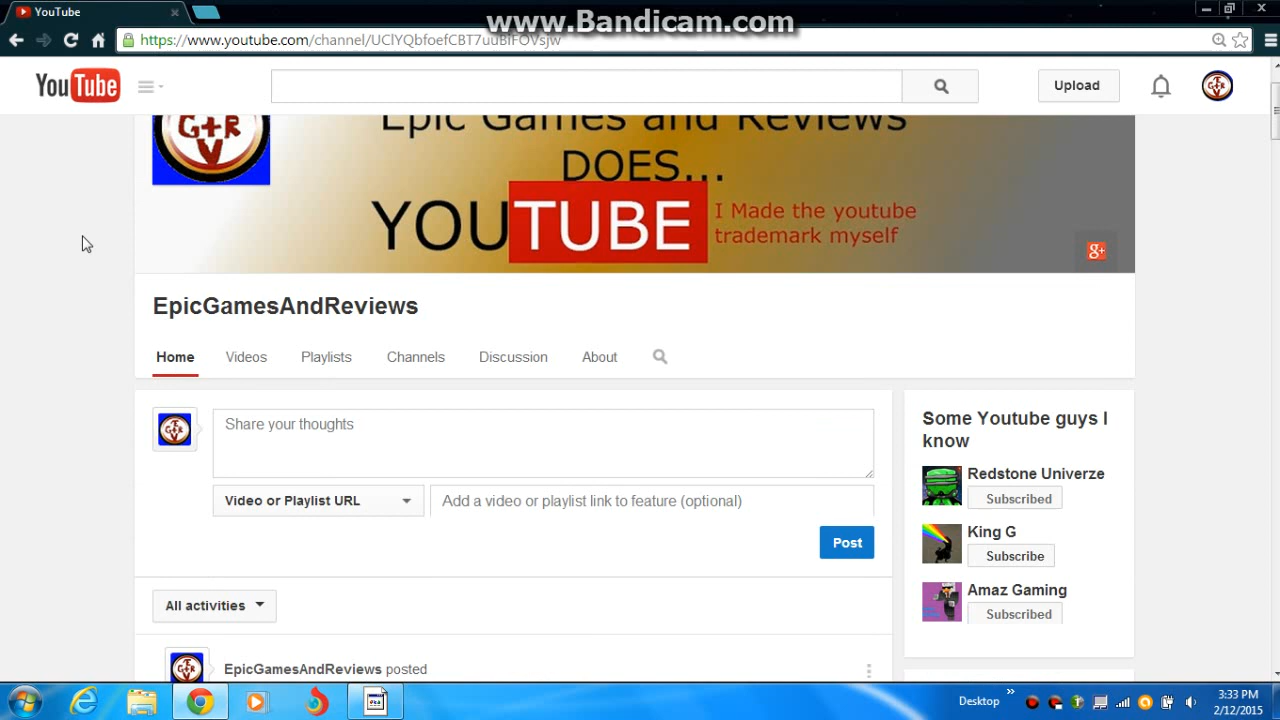 YouTube
www.Bandicam.com
https://www.youtube.com/channel/UClYQbfoefCBT7uuBIFOVsjw
YouTube
Upload
Epic Games and Reviews
DOES...
YOUTUBE
I Made the youtube
trademark myself
g+
EpicGamesAndReviews
Home
Videos
Playlists
Channels
Discussion
About
Share your thoughts
Video or Playlist URL
Add a video or playlist link to feature (optional)
Post
All activities
EpicGamesAndReviews posted
Some Youtube guys I
know
Redstone Univerze
Subscribed
King G
Subscribe
Amaz Gaming
Subscribed
Desktop
3:33 PM
2/12/2015